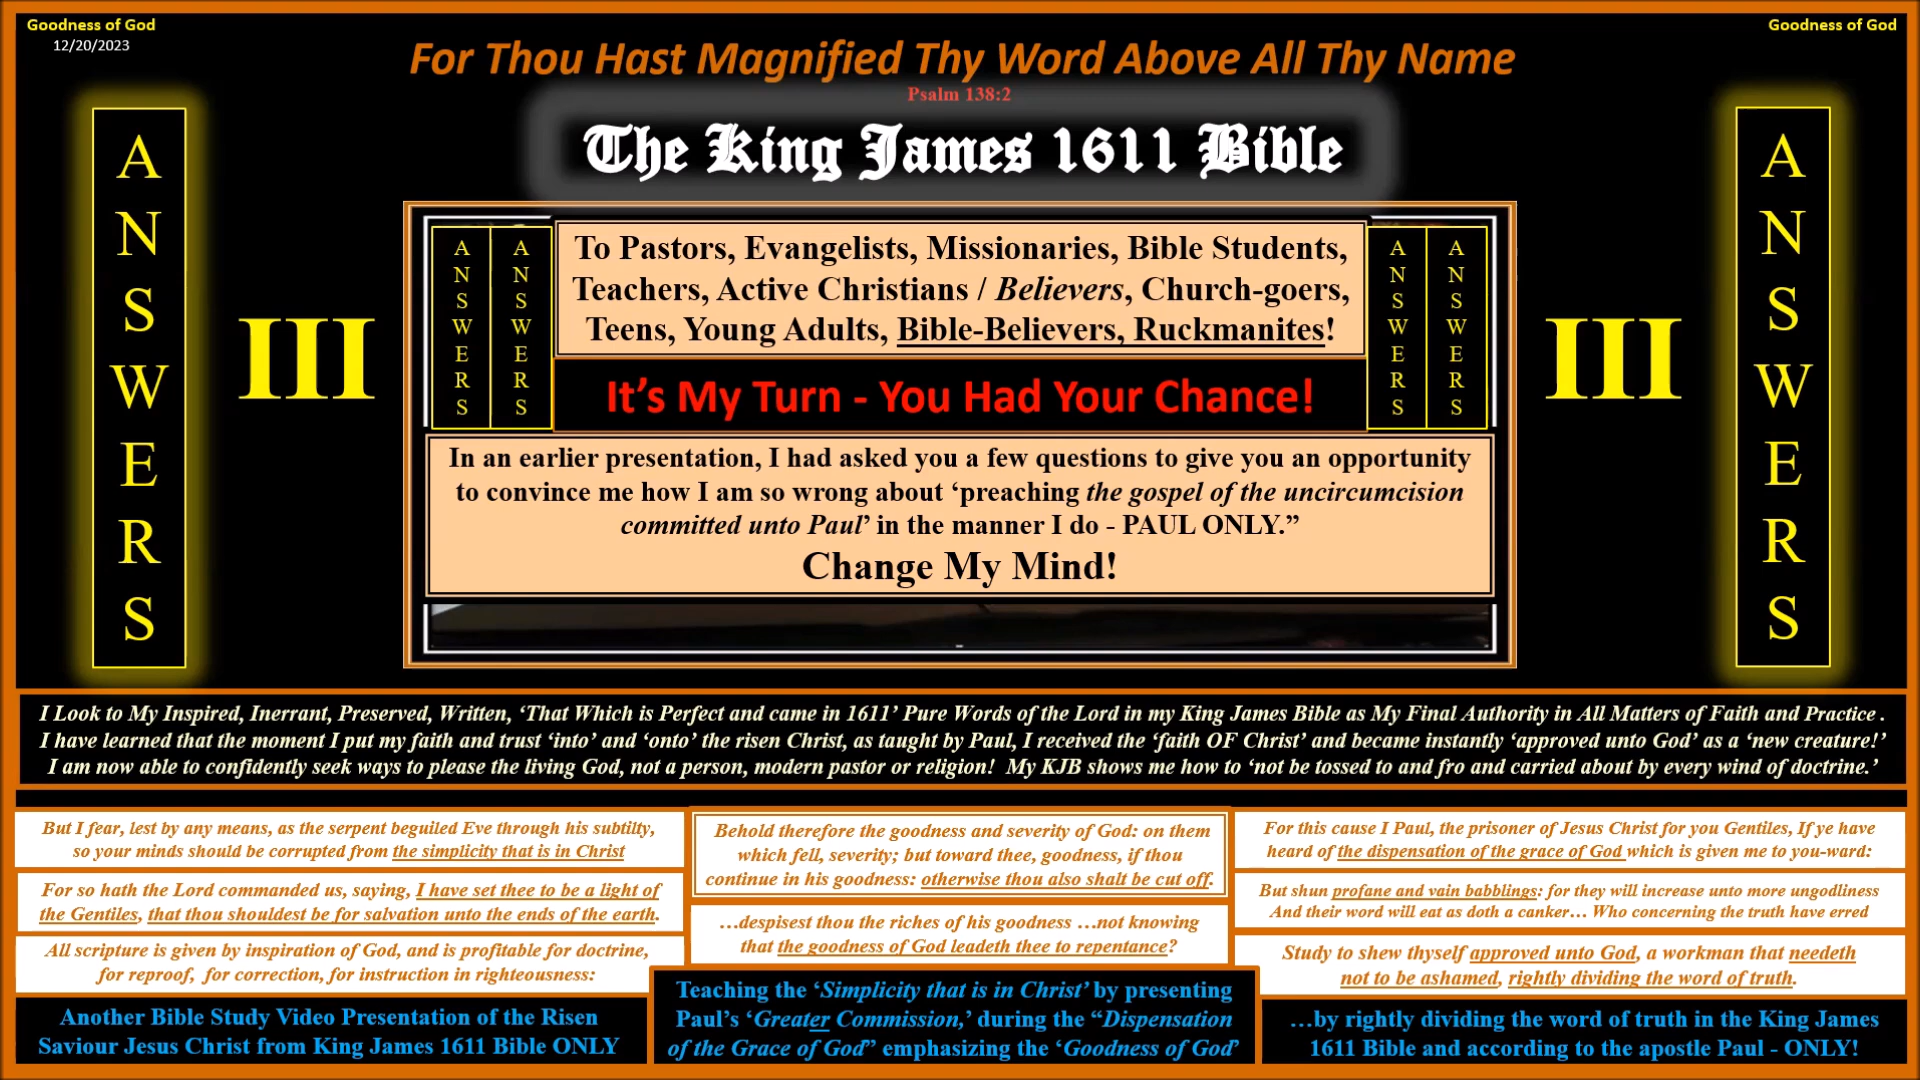 Goodness of God
12/20/2023
Goodness of God
For Thou Hast Magnified Thy Word Above All Thy Name
Psalm 138:2
The King James 1611 Bible
A
N
S
W
E
R
S
III
A
N
S
W
E
R
S
A
N
S
W
E
R
S
To Pastors, Evangelists, Missionaries, Bible Students,
Teachers, Active Christians / Believers, Church-goers,
Teens, Young Adults, Bible-Believers, Ruckmanites!
It’s My Turn - You Had Your Chance!
A
N
S
W
E
R
S
A
N
S
W
E
R
S
III
A
N
S
W
E
R
S
In an earlier presentation, I had asked you a few questions to give you an opportunity
to convince me how I am so wrong about ‘preaching the gospel of the uncircumcision
committed unto Paul’ in the manner I do - PAUL ONLY.”
Change My Mind!
I Look to My Inspired, Inerrant, Preserved, Written, ‘That Which is Perfect and came in 1611’ Pure Words of the Lord in my King James Bible as My Final Authority in All Matters of Faith and Practice .
I have learned that the moment I put my faith and trust ‘into’ and ‘onto’ the risen Christ, as taught by Paul, I received the ‘faith OF Christ’ and became instantly ‘approved unto God’ as a ‘new creature!’
I am now able to confidently seek ways to please the living God, not a person, modern pastor or religion! My KJB shows me how to ‘not be tossed to and fro and carried about by every wind of doctrine.’
But I fear, lest by any means, as the serpent beguiled Eve through his subtilty,
so your minds should be corrupted from the simplicity that is in Christ
For so hath the Lord commanded us, saying, I have set thee to be a light of
the Gentiles, that thou shouldest be for salvation unto the ends of the earth.
All scripture is given by inspiration of God, and is profitable for doctrine,
for reproof, for correction, for instruction in righteousness:
Another Bible Study Video Presentation of the Risen
Saviour Jesus Christ from King James 1611 Bible ONLY
Behold therefore the goodness and severity of God: on them
which fell, severity; but toward thee, goodness, if thou
continue in his goodness: otherwise thou also shalt be cut off.
…despisest thou the riches of his goodness …not knowing
that the goodness of God leadeth thee to repentance?
Teaching the ‘Simplicity that is in Christ’ by presenting
Paul’s ‘Greater Commission,’ during the “Dispensation
of the Grace of God” emphasizing the ‘Goodness of God’
For this cause I Paul, the prisoner of Jesus Christ for you Gentiles, If ye have
heard of the dispensation of the grace of God which is given me to you-ward:
But shun profane and vain babblings: for they will increase unto more ungodliness
And their word will eat as doth a canker… Who concerning the truth have erred
Study to shew thyself approved unto God, a workman that needeth
not to be ashamed, rightly dividing the word of truth.
…by rightly dividing the word of truth in the King James
1611 Bible and according to the apostle Paul - ONLY!